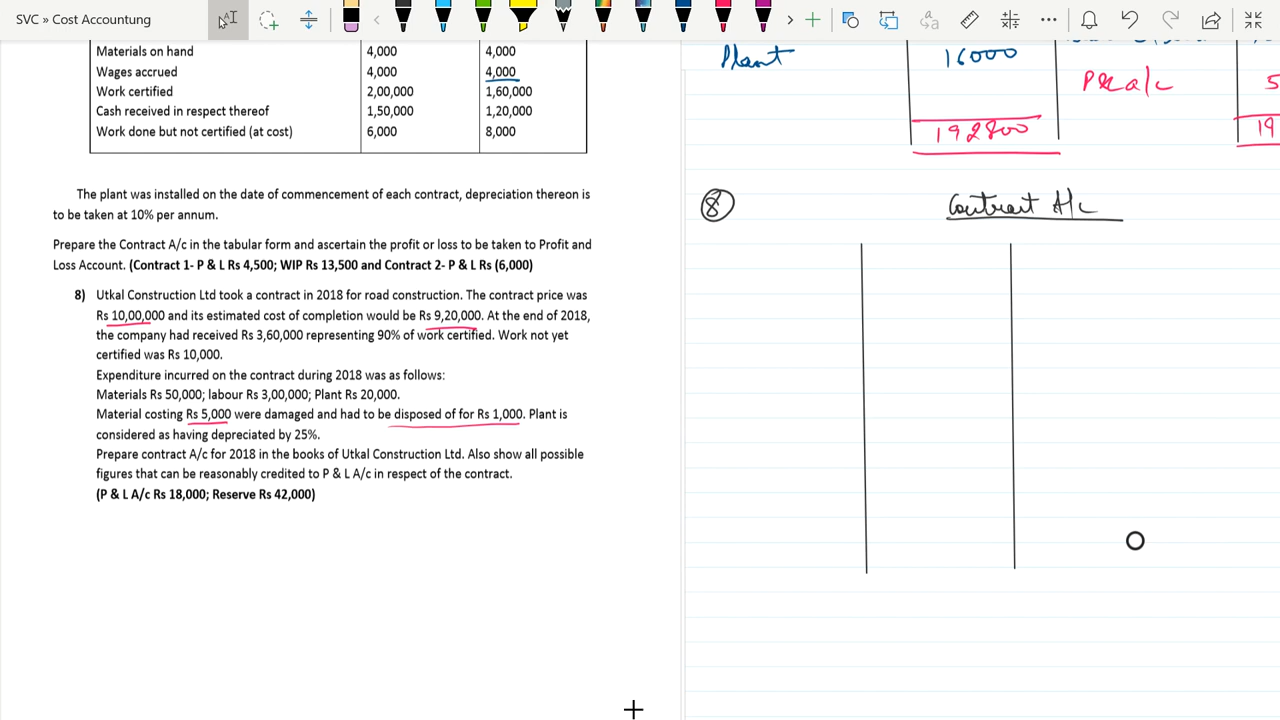 SVC » Cost Accountung
Materials on hand 4,000 4,000
Wages accrued 4,000 4,000
Work certified 2,00,000 1,60,000
Cash received in respect thereof 1,50,000 1,20,000
Work done but not certified (at cost) 6,000 8,000
The plant was installed on the date of commencement of each contract, depreciation thereon is
to be taken at 10% per annum.
Prepare the Contract A/c in the tabular form and ascertain the profit or loss to be taken to Profit and
Loss Account. (Contract 1- P & L Rs 4,500; WIP Rs 13,500 and Contract 2- P & L Rs (6,000)
8) Utkal Construction Ltd took a contract in 2018 for road construction. The contract price was
Rs 10,00,000 and its estimated cost of completion would be Rs 9,20,000. At the end of 2018,
the company had received Rs 3,60,000 representing 90% of work certified. Work not yet
certified was Rs 10,000.
Expenditure incurred on the contract during 2018 was as follows:
Materials Rs 50,000; labour Rs 3,00,000; Plant Rs 20,000.
Material costing Rs 5,000 were damaged and had to be disposed of for Rs 1,000. Plant is
considered as having depreciated by 25%.
Prepare contract A/c for 2018 in the books of Utkal Construction Ltd. Also show all possible
figures that can be reasonably credited to P & L A/c in respect of the contract.
(P & L A/c Rs 18,000; Reserve Rs 42,000)
Plant 16000
P&L a/c 5
192800 19
8 Contract A/c